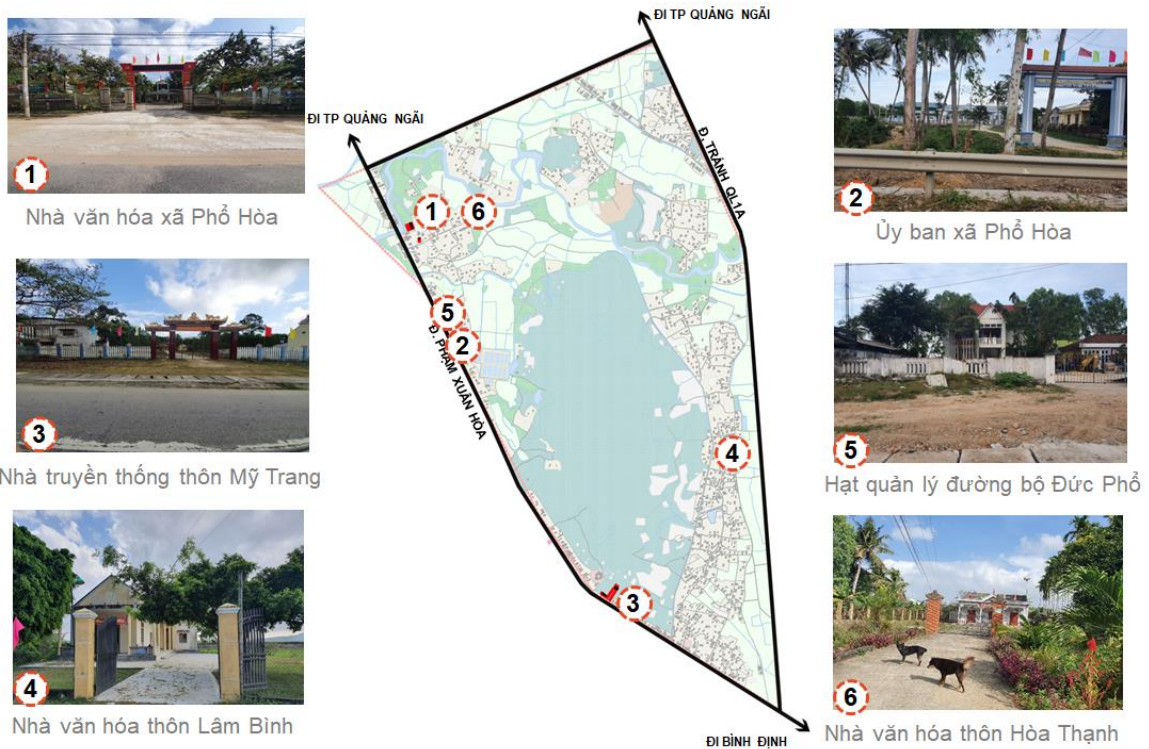 ĐI TP QUẢNG NGÃI
ĐI TP QUẢNG NGÃI
Đ. TRÁNH QL1A
Đ. PHẠM XUÂN HÒA
ĐI BÌNH ĐỊNH
1
6
5
2
4
3
1
Nhà văn hóa xã Phổ Hòa
2
Ủy ban xã Phổ Hòa
3
Nhà truyền thống thôn Mỹ Trang
5
Hạt quản lý đường bộ Đức Phổ
4
Nhà văn hóa thôn Lâm Bình
6
Nhà văn hóa thôn Hòa Thạnh